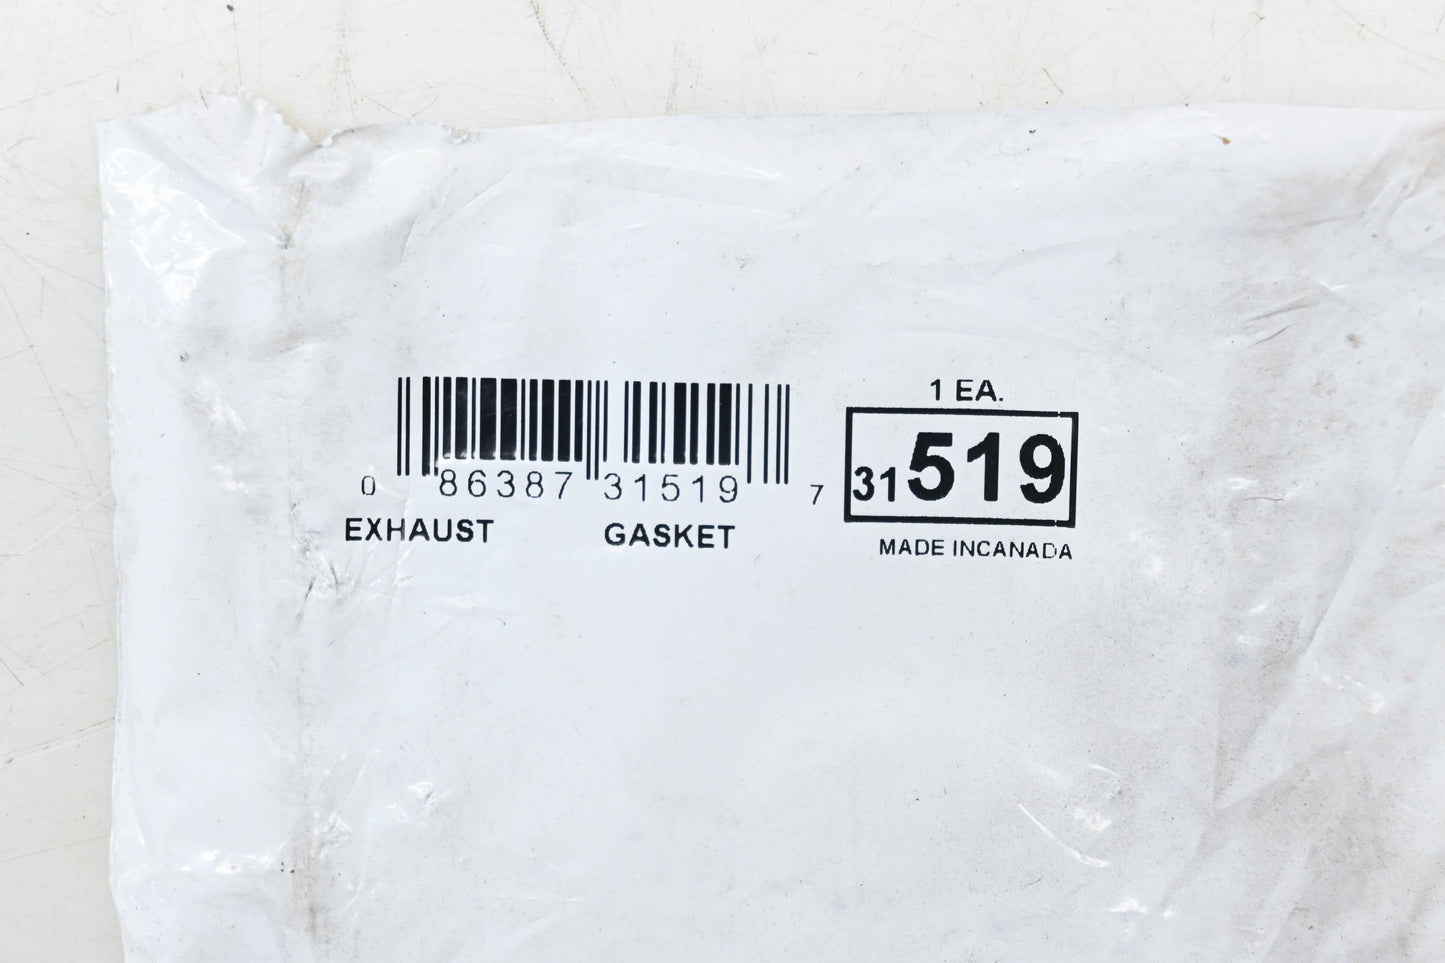 1 EA.
31519
0 86387 31519 7
EXHAUST GASKET
MADE INCANADA